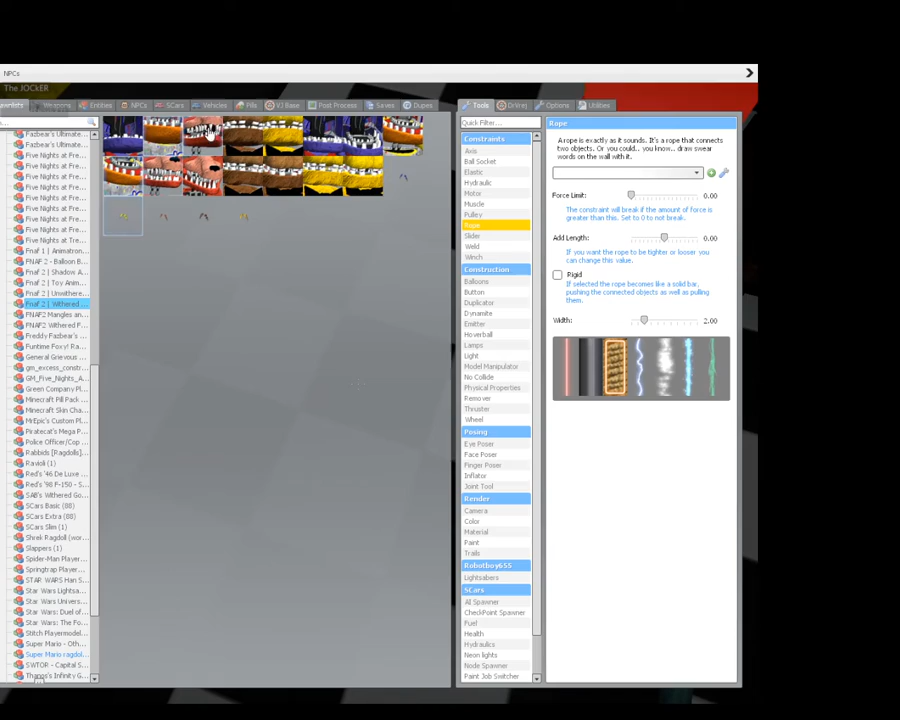 NPCs
The JOCkER
Weapons
Entities
NPCs
SCars
Vehicles
Pills
VJ Base
Post Process
Saves
Dupes
Tools
Options
Utilities
Fazbear's Ultimate...
Fazbear's Ultimate...
Five Nights at Fre...
Five Nights at Fre...
Five Nights at Fre...
Five Nights at Fre...
Five Nights at Fre...
Five Nights at Fre...
Five Nights at Fre...
Five Nights at Fre...
Five Nights at Tre...
Fnaf 1 | Animatron...
FNAF 2 - Balloon B...
Fnaf 2 | Shadow A...
Fnaf 2 | Toy Anim...
Fnaf 2 | Unwithere...
Fnaf 2 | Withered ...
FNAF2 Mangles an...
FNAF2 Withered F...
Freddy Fazbear's ...
Funtime Foxy! Ra...
General Grievous ...
gm_excess_constr...
GM_Five_Nights_A...
Green Company Pl...
Minecraft Pill Pack ...
Minecraft Skin Cha...
MrEpic's Custom Pl...
Piratecat's Mega P...
Police Officer/Cop ...
Rabbids [Ragdolls]...
Ravioli (1)
Red's '46 De Luxe ...
Red's '98 F-150 - S...
SAB's Withered Go...
SCars Basic (88)
SCars Extra (88)
SCars Slim (1)
Shrek Ragdoll (wor...
Slappers (1)
Spider-Man Player...
Springtrap Player...
STAR WARS Han S...
Star Wars Lightsa...
Star Wars Univers...
Star Wars: Duel of...
Star Wars: The Fo...
Stitch Playermodel...
Super Mario - Oth...
Super Mario ragdol...
SWTOR - Capital S...
Thanos's Infinity G...
Quick Filter...
Constraints
Axis
Ball Socket
Elastic
Hydraulic
Motor
Muscle
Pulley
Rope
Slider
Weld
Winch
Construction
Balloons
Button
Duplicator
Dynamite
Emitter
Hoverball
Lamps
Light
Model Manipulator
No Collide
Physical Properties
Remover
Thruster
Wheel
Posing
Eye Poser
Face Poser
Finger Poser
Inflator
Joint Tool
Render
Camera
Color
Material
Paint
Trails
Robotboy655
Lightsabers
SCars
AI Spawner
CheckPoint Spawner
Fuel
Health
Hydraulics
Neon lights
Node Spawner
Paint Job Switcher
Rope
A rope is exactly as it sounds. It's a rope that connects
two objects. Or you could.. you know... draw swear
words on the wall with it.
Force Limit: 0.00
The constraint will break if the amount of force is
greater than this. Set to 0 to not break.
Add Length: 0.00
If you want the rope to be tighter or looser you
can change this value.
Rigid
If selected the rope becomes like a solid bar,
pushing the connected objects as well as pulling
them.
Width: 2.00